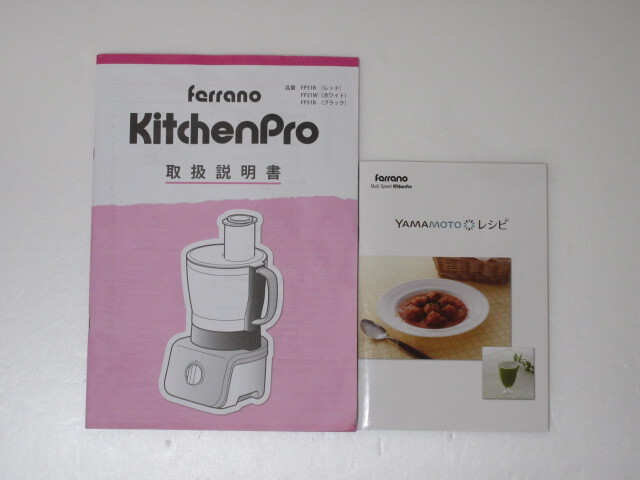 品番 FP31R （レッド）
FP31W（ホワイト）
FP31B （ブラック）
ferrano
KitchenPro
取扱説明書
ferrano
Multi Speed KitchenPro
YAMAMOTO レシピ